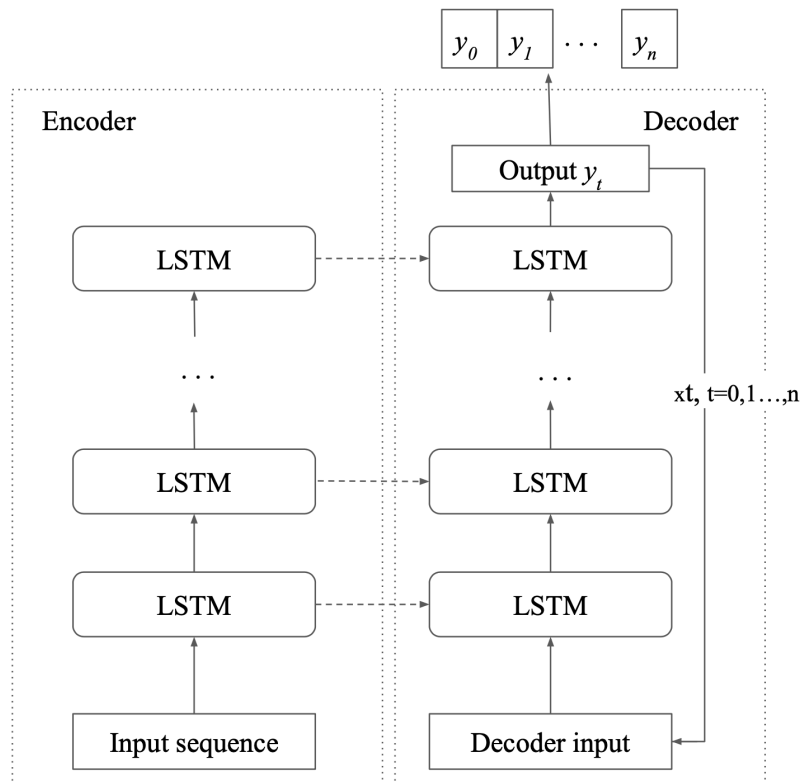 y0 y1 ... yn
Encoder
Decoder
Output yt
LSTM
LSTM
...
...
xt, t=0,1...,n
LSTM
LSTM
LSTM
LSTM
Input sequence
Decoder input